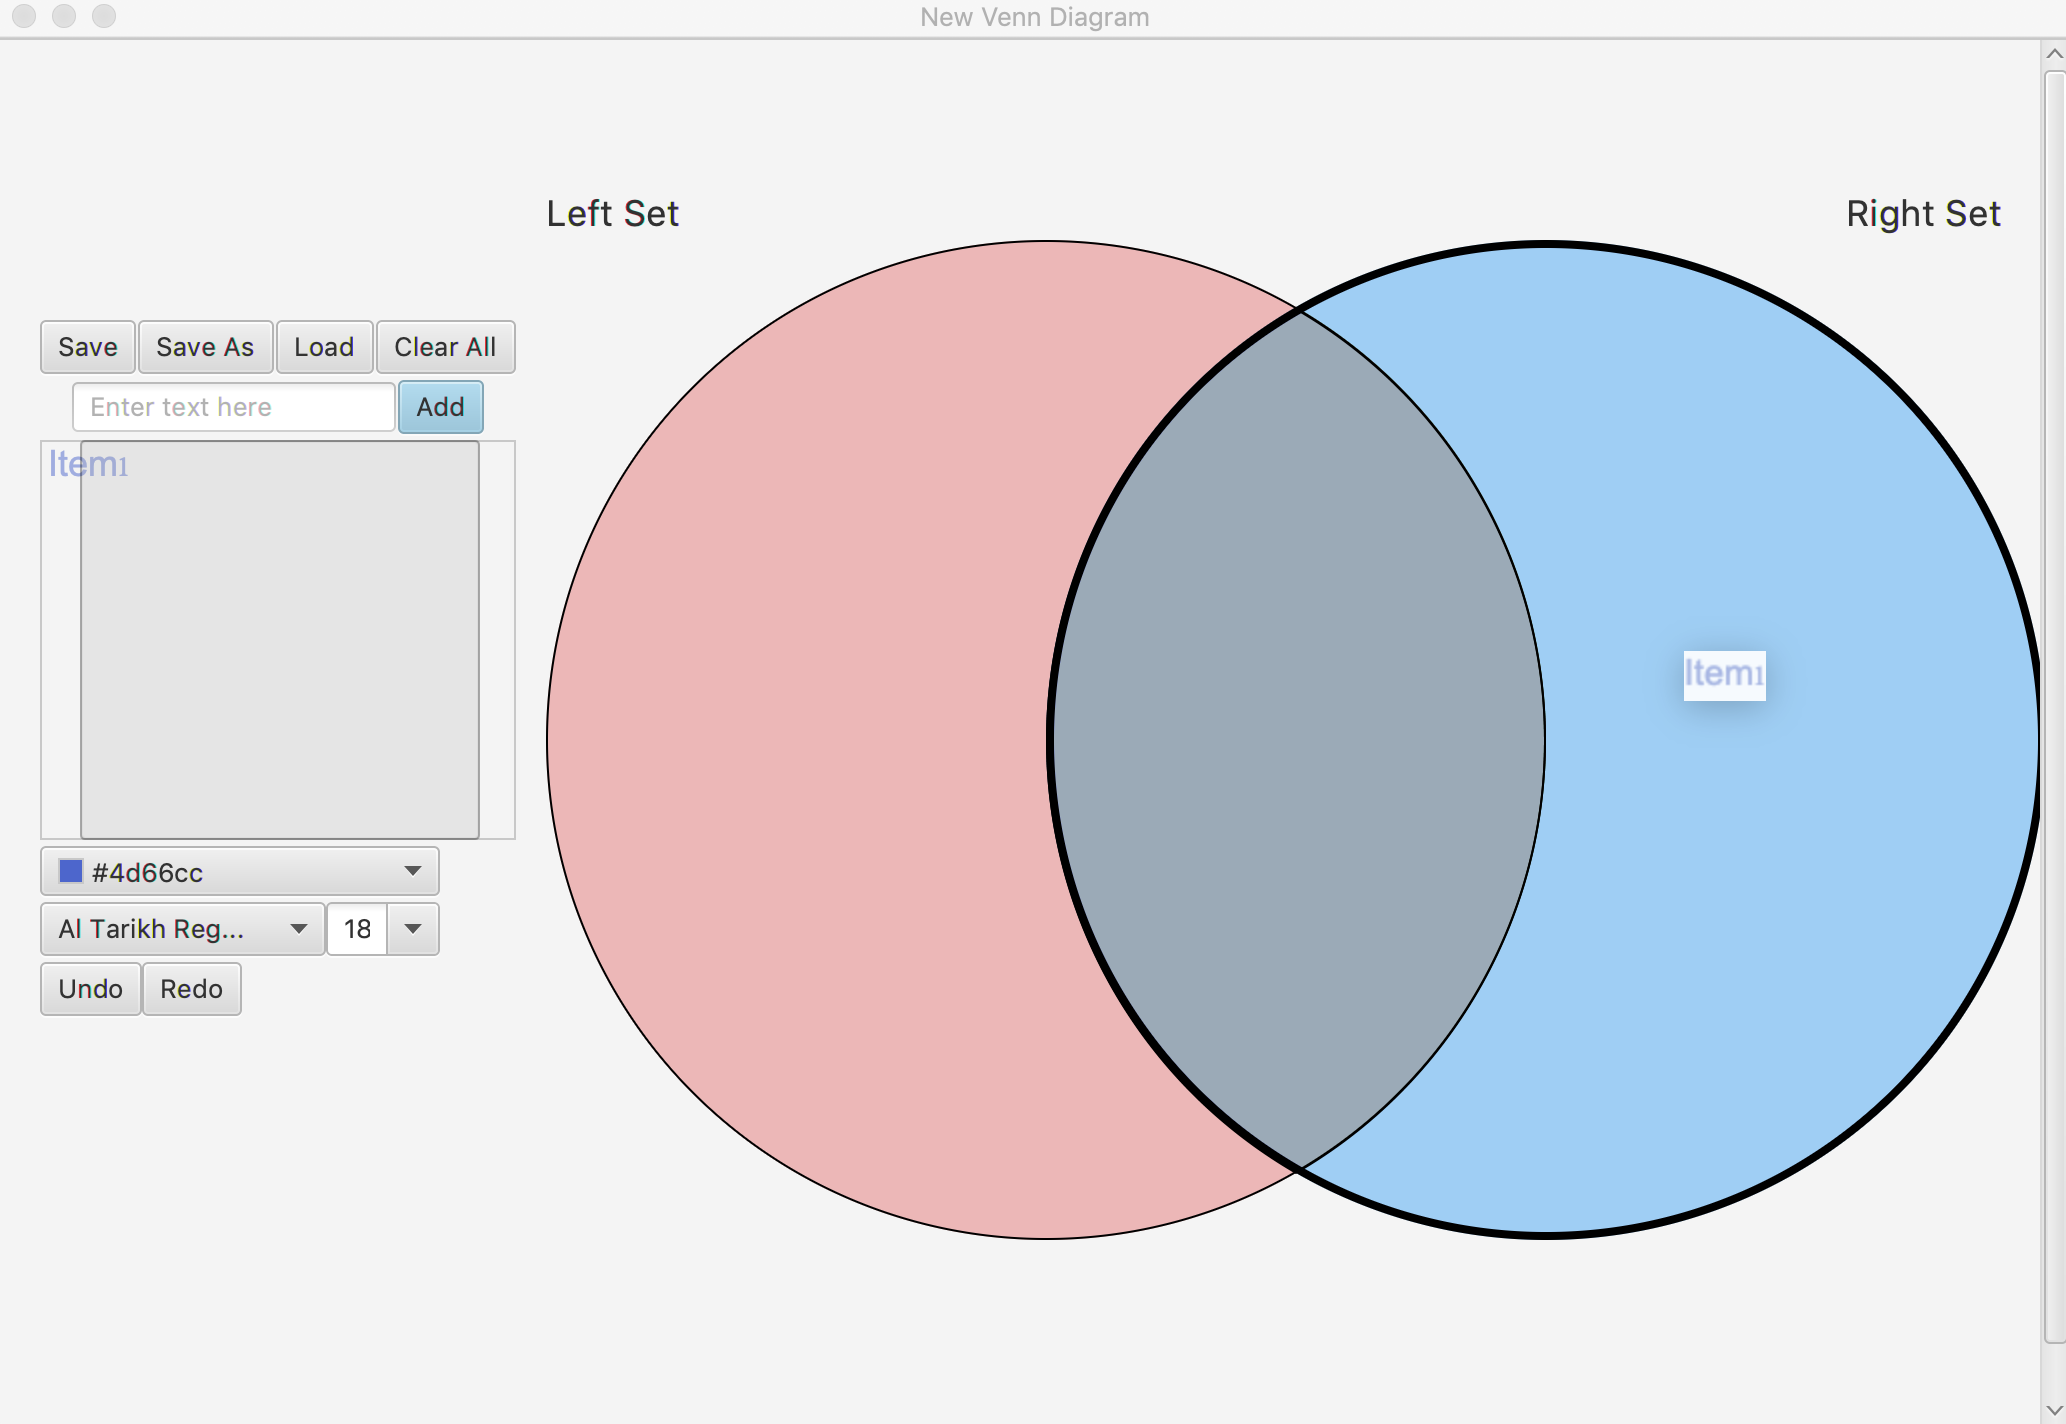 New Venn Diagram
Left Set
Right Set
Save
Save As
Load
Clear All
Enter text here
Add
Item1
Item1
#4d66cc
Al Tarikh Reg...
18
Undo
Redo